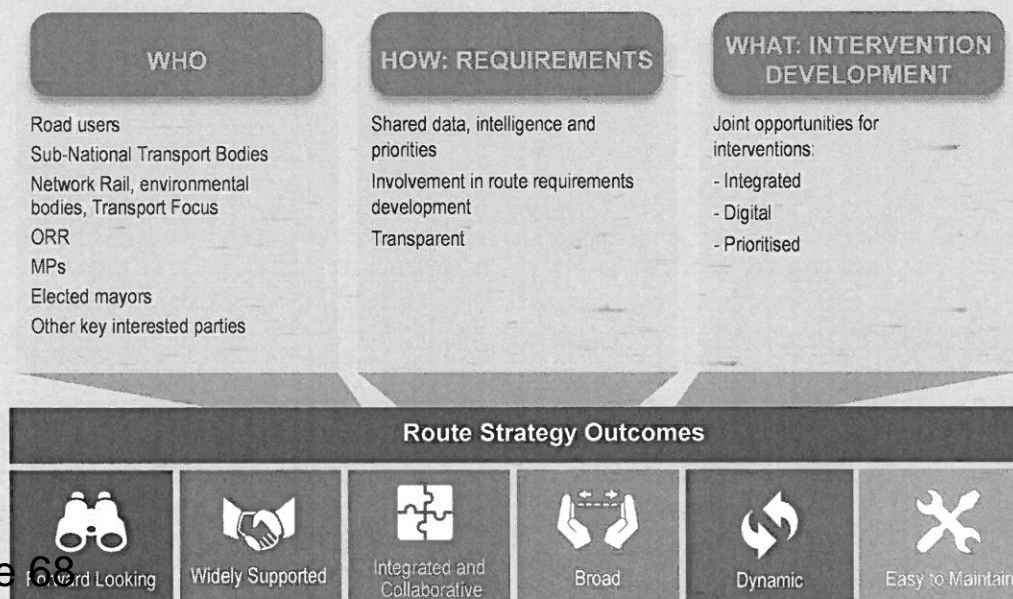 WHO
Road users
Sub-National Transport Bodies
Network Rail, environmental
bodies, Transport Focus
ORR
MPs
Elected mayors
Other key interested parties
HOW: REQUIREMENTS
Shared data, intelligence and
priorities
Involvement in route requirements
development
Transparent
WHAT: INTERVENTION
DEVELOPMENT
Joint opportunities for
interventions:
- Integrated
- Digital
- Prioritised
Route Strategy Outcomes
Forward Looking
Widely Supported
Integrated and
Collaborative
Broad
Dynamic
Easy to Maintain
68